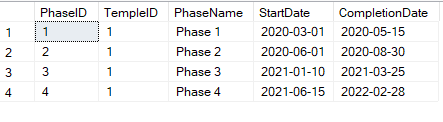 PhaseID TempleID PhaseName StartDate CompletionDate
1 1 1 Phase 1 2020-03-01 2020-05-15
2 2 1 Phase 2 2020-06-01 2020-08-30
3 3 1 Phase 3 2021-01-10 2021-03-25
4 4 1 Phase 4 2021-06-15 2022-02-28